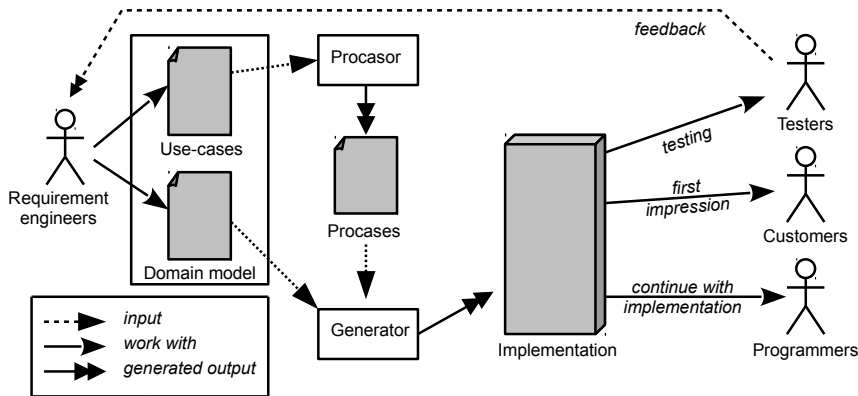 feedback
Procasor
Use-cases
Testers
testing
Requirement
engineers
Procases
first
impression
Customers
Domain model
Generator
continue with
implementation
Implementation
Programmers
input
work with
generated output